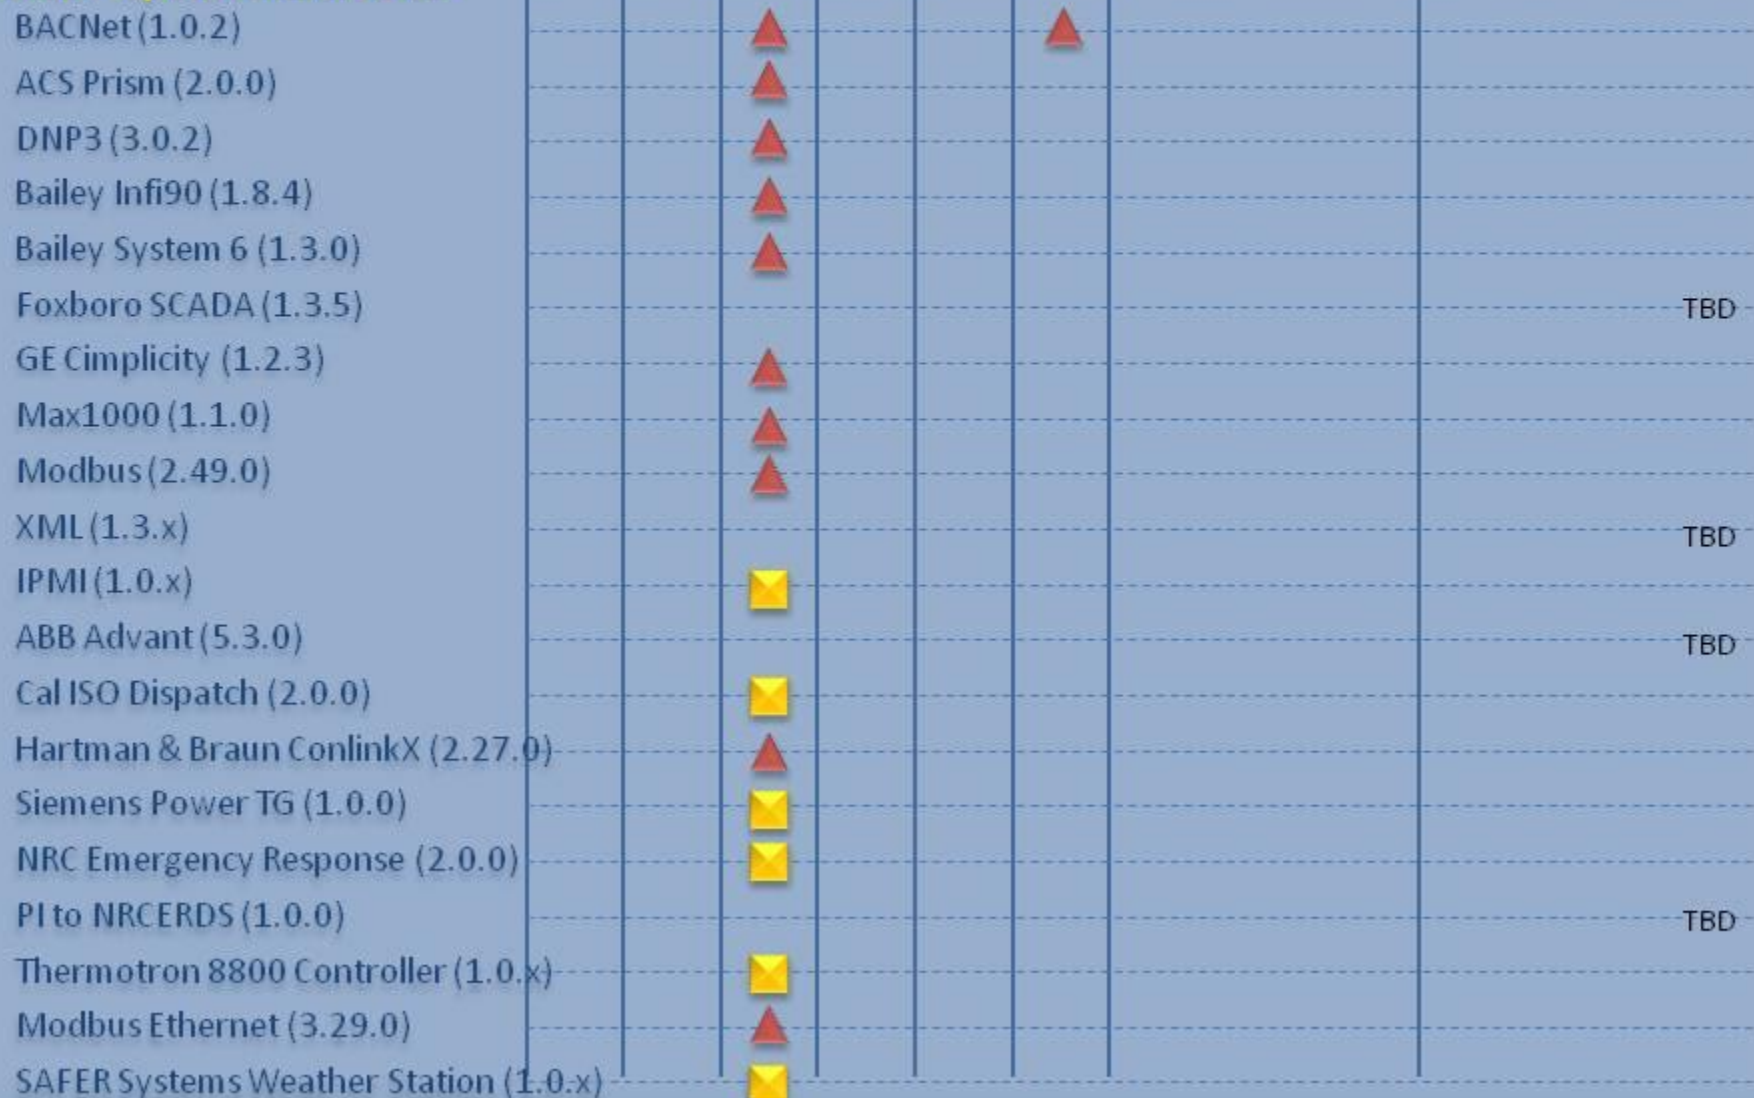 BACNet (1.0.2)
ACS Prism (2.0.0)
DNP3 (3.0.2)
Bailey Infi90 (1.8.4)
Bailey System 6 (1.3.0)
Foxboro SCADA (1.3.5) TBD
GE Cimplicity (1.2.3)
Max1000 (1.1.0)
Modbus (2.49.0)
XML (1.3.x) TBD
IPMI (1.0.x)
ABB Advant (5.3.0) TBD
Cal ISO Dispatch (2.0.0)
Hartman & Braun ConlinkX (2.27.0)
Siemens Power TG (1.0.0)
NRC Emergency Response (2.0.0)
PI to NRCERDS (1.0.0) TBD
Thermotron 8800 Controller (1.0.x)
Modbus Ethernet (3.29.0)
SAFER Systems Weather Station (1.0.x)